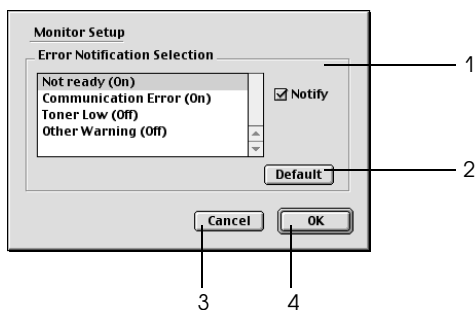 Monitor Setup
Error Notification Selection
1
Not ready (On)
Notify
Communication Error (On)
Toner Low (Off)
Other Warning (Off)
Default
2
Cancel
OK
3
4